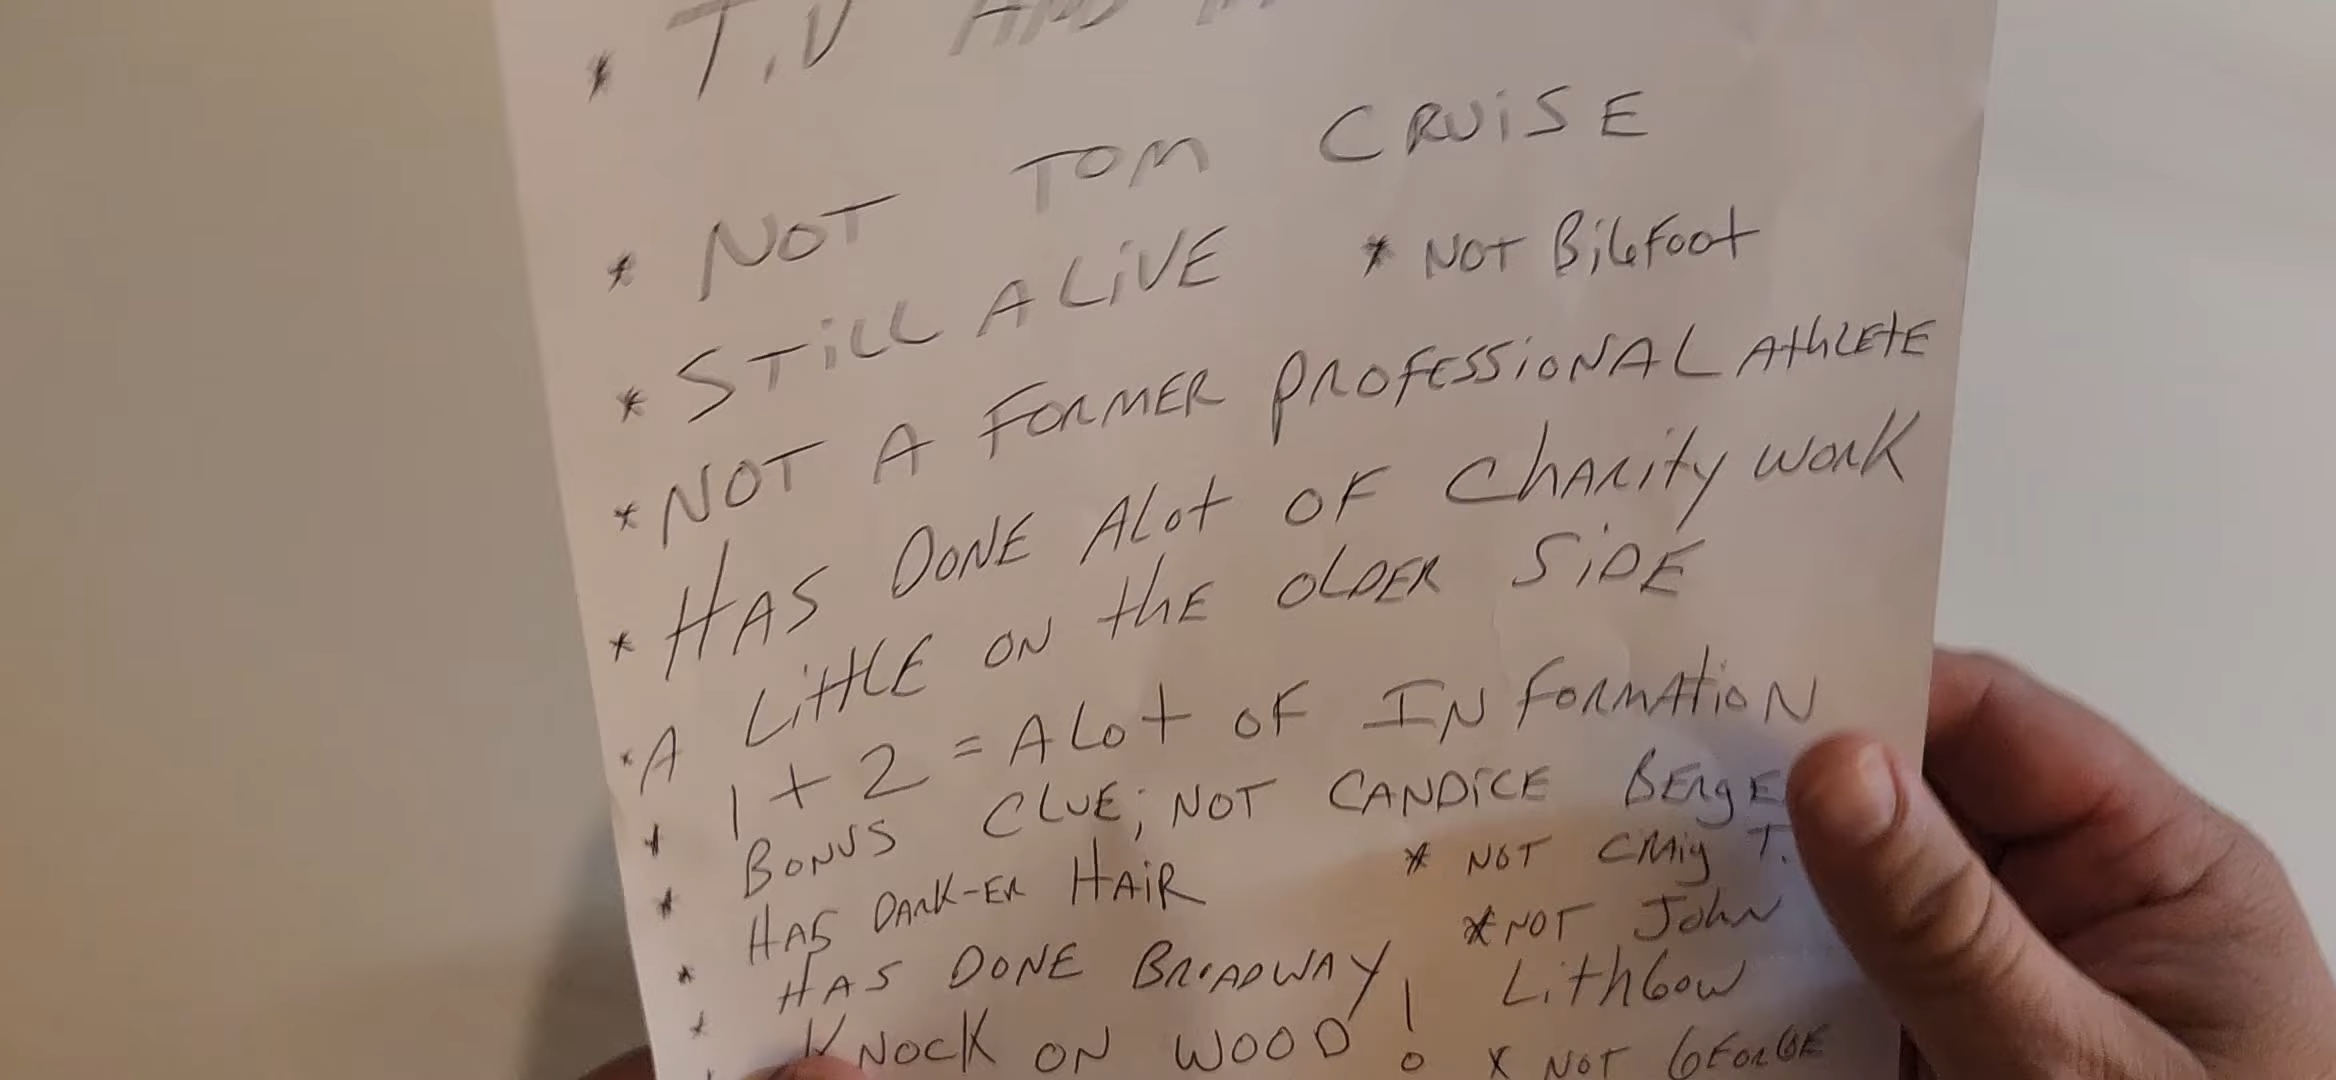 * T.V AND
* NOT TOM CRUiSE
* STiLL ALiVE * NOT BiGFoot
* NOT A FORMER PROFESSIONAL AthLEtE
* HAS DONE ALot OF ChARity WORK
* A LittLE ON thE OLDER SiDE
* 1 + 2 = ALot OF INFORMAtiON
* BONUS CLUE; NOT CANDiCE BERgE
* HAS DARK-ER HAiR * NOT CRAig T.
* HAS DONE BROADWAY * NOT JOhN LithGOW
KNOCK ON WOOD! * NOT GEORGE